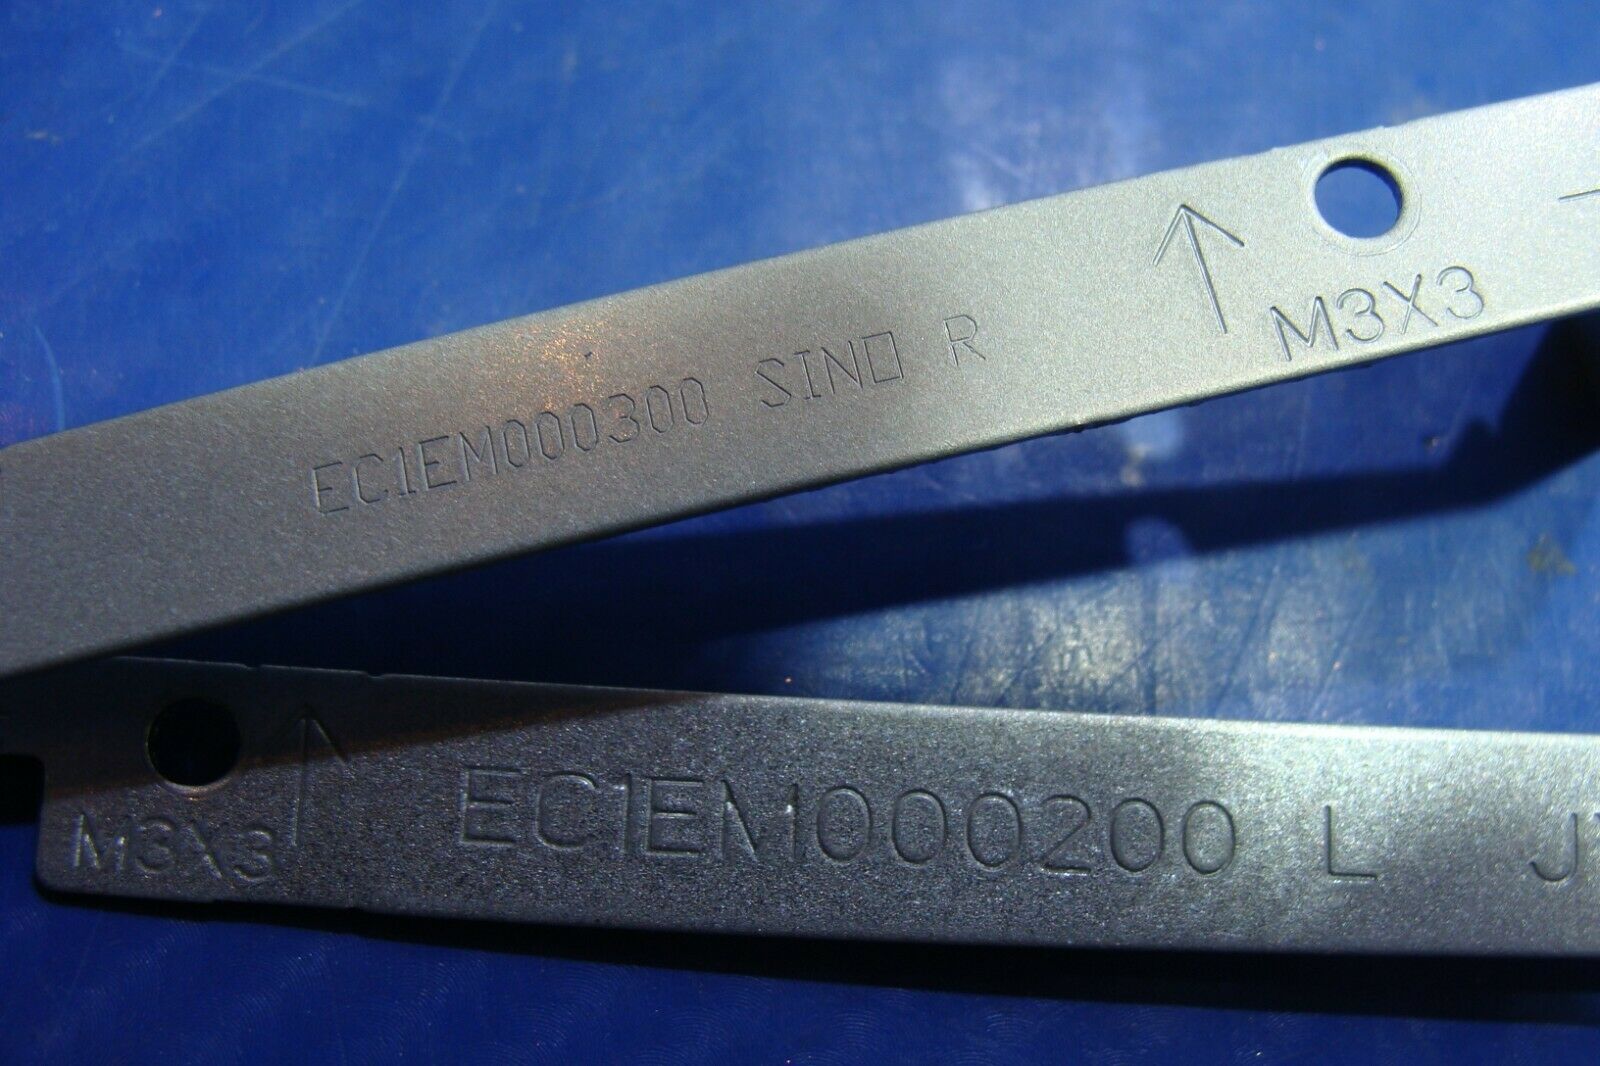 EC1EM000300 SINO R
M3X3
M3X3
EC1EM000200 L